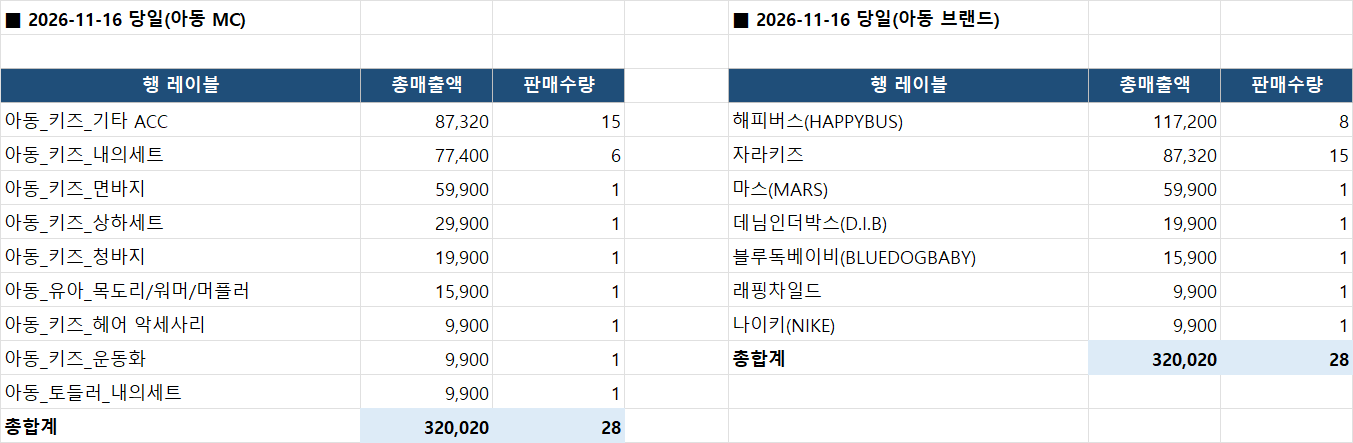 ■ 2026-11-16 당일(아동 MC)
행 레이블 총매출액 판매수량
아동_키즈_기타 ACC 87,320 15
아동_키즈_내의세트 77,400 6
아동_키즈_면바지 59,900 1
아동_키즈_상하세트 29,900 1
아동_키즈_청바지 19,900 1
아동_유아_목도리/워머/머플러 15,900 1
아동_키즈_헤어 악세사리 9,900 1
아동_키즈_운동화 9,900 1
아동_토들러_내의세트 9,900 1
총합계 320,020 28
■ 2026-11-16 당일(아동 브랜드)
행 레이블 총매출액 판매수량
해피버스(HAPPYBUS) 117,200 8
자라키즈 87,320 15
마스(MARS) 59,900 1
데님인더박스(D.I.B) 19,900 1
블루독베이비(BLUEDOGBABY) 15,900 1
래핑차일드 9,900 1
나이키(NIKE) 9,900 1
총합계 320,020 28